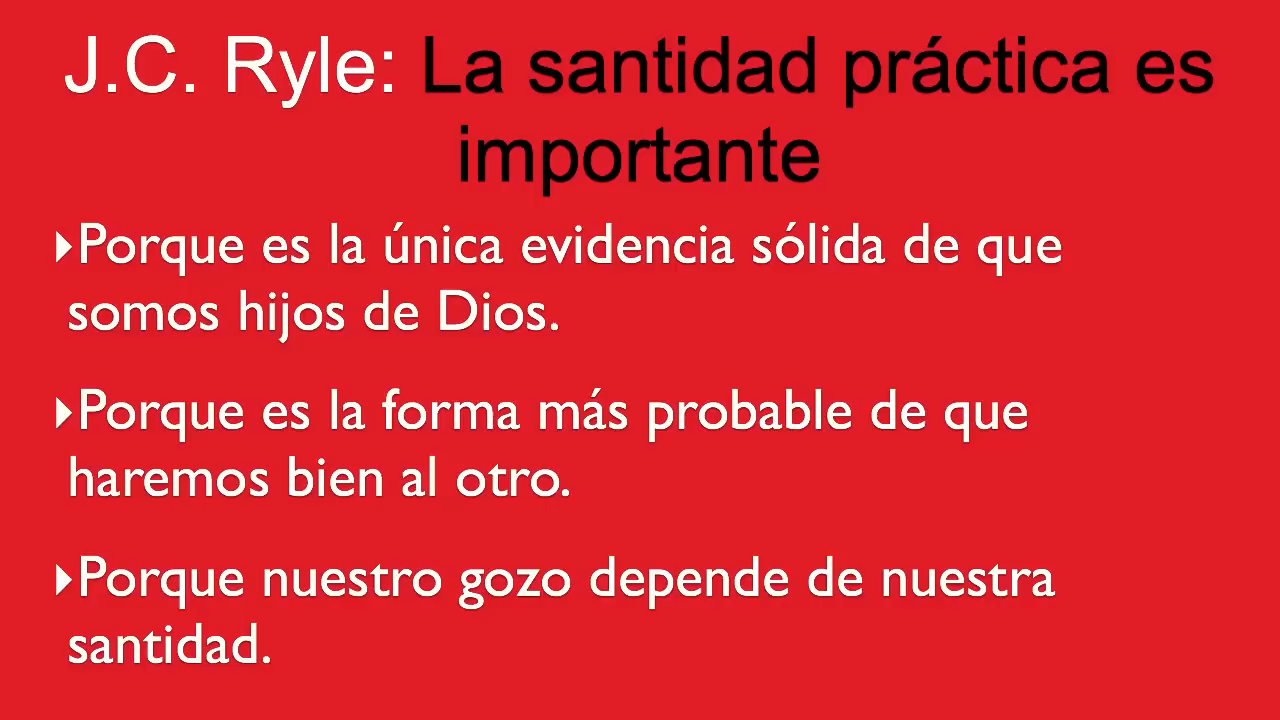 J.C. Ryle: La santidad práctica es
importante
‣Porque es la única evidencia sólida de que
somos hijos de Dios.
‣Porque es la forma más probable de que
haremos bien al otro.
‣Porque nuestro gozo depende de nuestra
santidad.